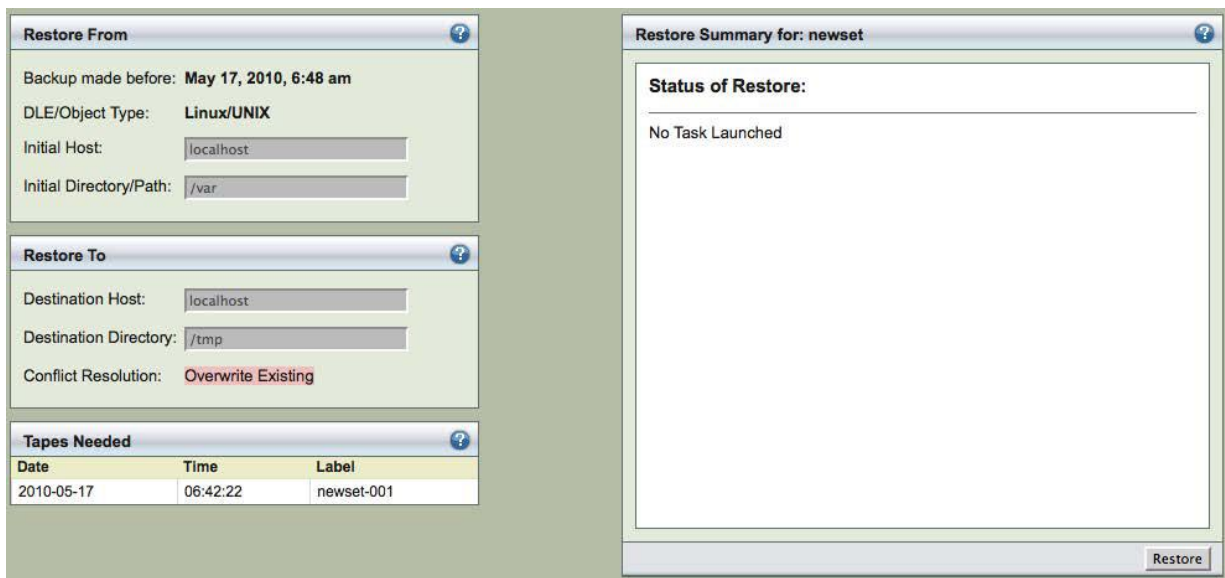 Restore From
Backup made before: May 17, 2010, 6:48 am
DLE/Object Type: Linux/UNIX
Initial Host: localhost
Initial Directory/Path: /var
Restore To
Destination Host: localhost
Destination Directory: /tmp
Conflict Resolution: Overwrite Existing
Tapes Needed
Date Time Label
2010-05-17 06:42:22 newset-001
Restore Summary for: newset
Status of Restore:
No Task Launched
Restore